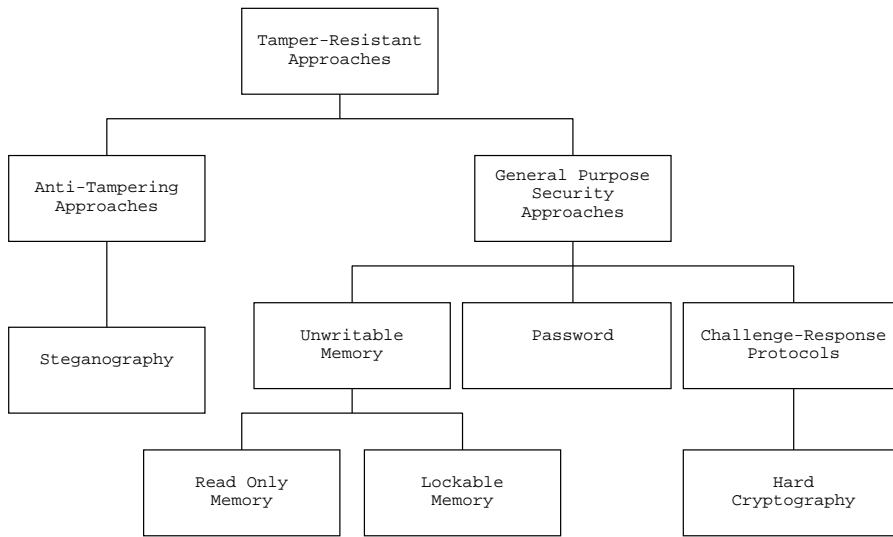 Tamper-Resistant
Approaches
Anti-Tampering
Approaches
General Purpose
Security
Approaches
Steganography
Unwritable
Memory
Password
Challenge-Response
Protocols
Read Only
Memory
Lockable
Memory
Hard
Cryptography